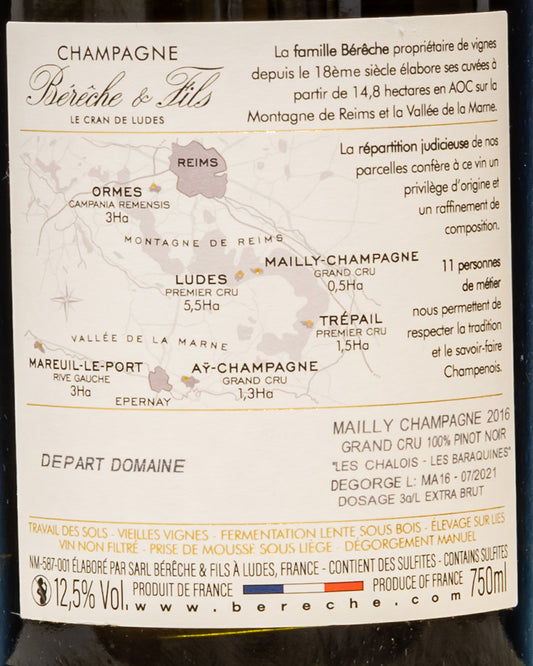 CHAMPAGNE
Bérêche & Fils
LE CRAN DE LUDES
La famille Bérêche propriétaire de vignes
depuis le 18ème siècle élabore ses cuvées à
partir de 14,8 hectares en AOC sur la
Montagne de Reims et la Vallée de la Marne.
La répartition judicieuse de nos
parcelles confère à ce vin un
privilège d'origine et
un raffinement de
composition.
11 personnes
de métier
nous permettent de
respecter la tradition
et le savoir-faire
Champenois.
REIMS
ORMES
CAMPANIA REMENSIS
3Ha
MONTAGNE DE REIMS
MAILLY-CHAMPAGNE
GRAND CRU
0,5Ha
LUDES
PREMIER CRU
5,5Ha
TRÉPAIL
PREMIER CRU
1,5Ha
VALLÉE DE LA MARNE
MAREUIL-LE-PORT
RIVE GAUCHE
3Ha
AŸ-CHAMPAGNE
GRAND CRU
1,3Ha
EPERNAY
DEPART DOMAINE
MAILLY CHAMPAGNE 2016
GRAND CRU 100% PINOT NOIR
"LES CHALOIS - LES BARAQUINES"
DEGORGE L: MA16 - 07/2021
DOSAGE 3g/L EXTRA BRUT
TRAVAIL DES SOLS - VIEILLES VIGNES - FERMENTATION LENTE SOUS BOIS - ÉLEVAGE SUR LIES
VIN NON FILTRÉ - PRISE DE MOUSSE SOUS LIÈGE - DÉGORGEMENT MANUEL
NM-587-001 ÉLABORÉ PAR SARL BÉRÊCHE & FILS À LUDES, FRANCE - CONTIENT DES SULFITES - CONTAINS SULFITES
12,5% Vol. PRODUIT DE FRANCE PRODUCE OF FRANCE 750ml
www.bereche.com